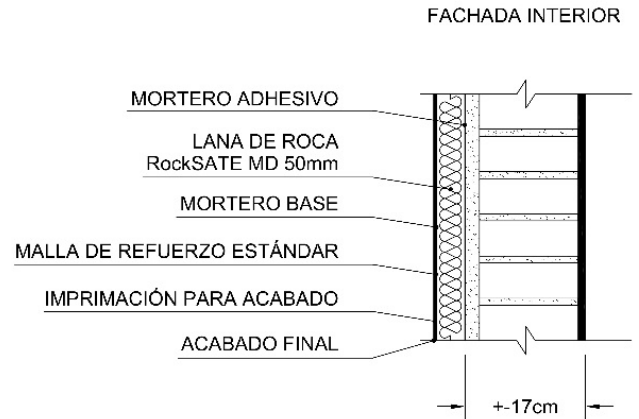 FACHADA INTERIOR
MORTERO ADHESIVO
LANA DE ROCA
RockSATE MD 50mm
MORTERO BASE
MALLA DE REFUERZO ESTÁNDAR
IMPRIMACIÓN PARA ACABADO
ACABADO FINAL
+-17cm